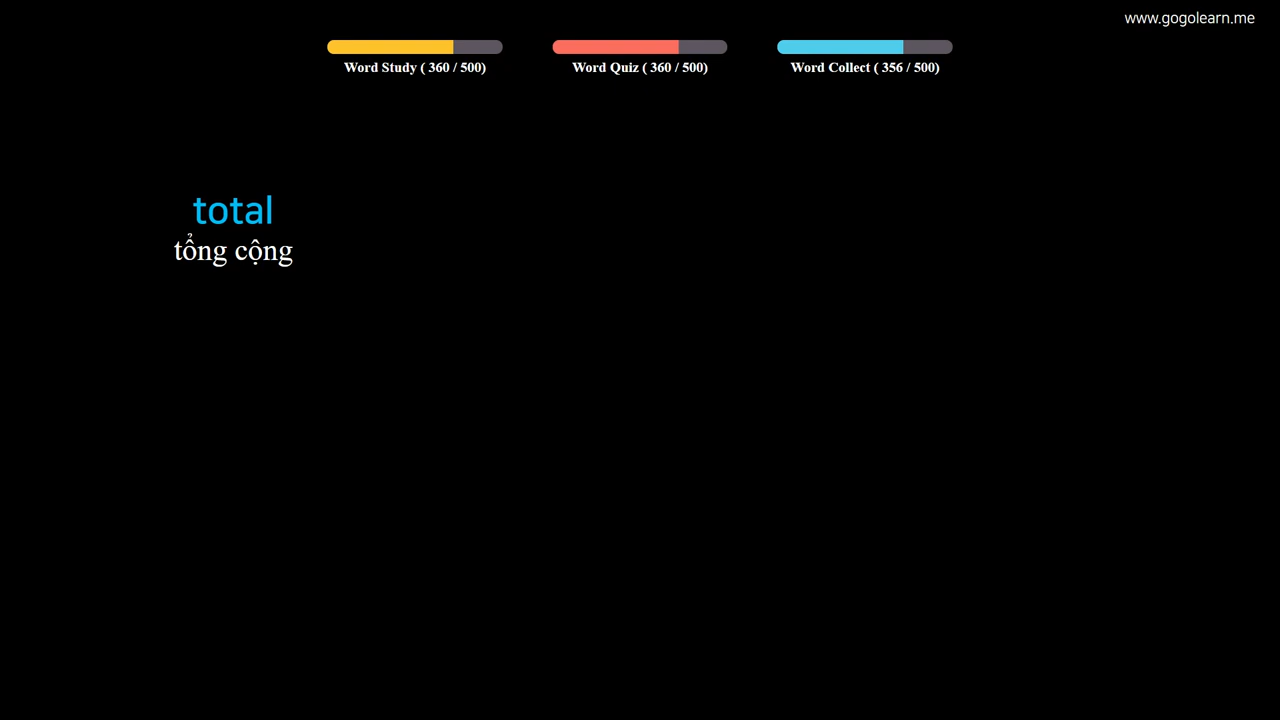 www.gogolearn.me
Word Study ( 360 / 500)
Word Quiz ( 360 / 500)
Word Collect ( 356 / 500)
total
tổng cộng